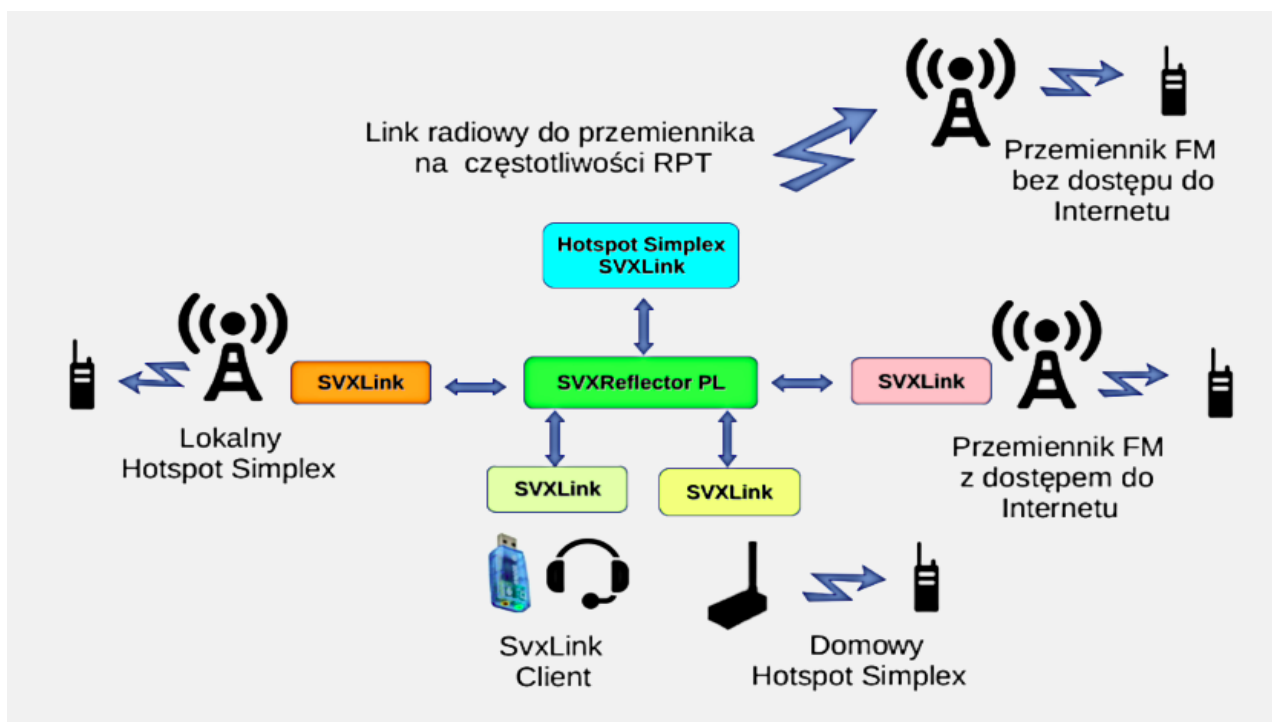 Link radiowy do przemiennika
na częstotliwości RPT
Przemiennik FM
bez dostępu do
Internetu
Hotspot Simplex
SVXLink
SVXLink
SVXReflector PL
SVXLink
Lokalny
Hotspot Simplex
Przemiennik FM
z dostępem do
Internetu
SVXLink
SVXLink
SvxLink
Client
Domowy
Hotspot Simplex